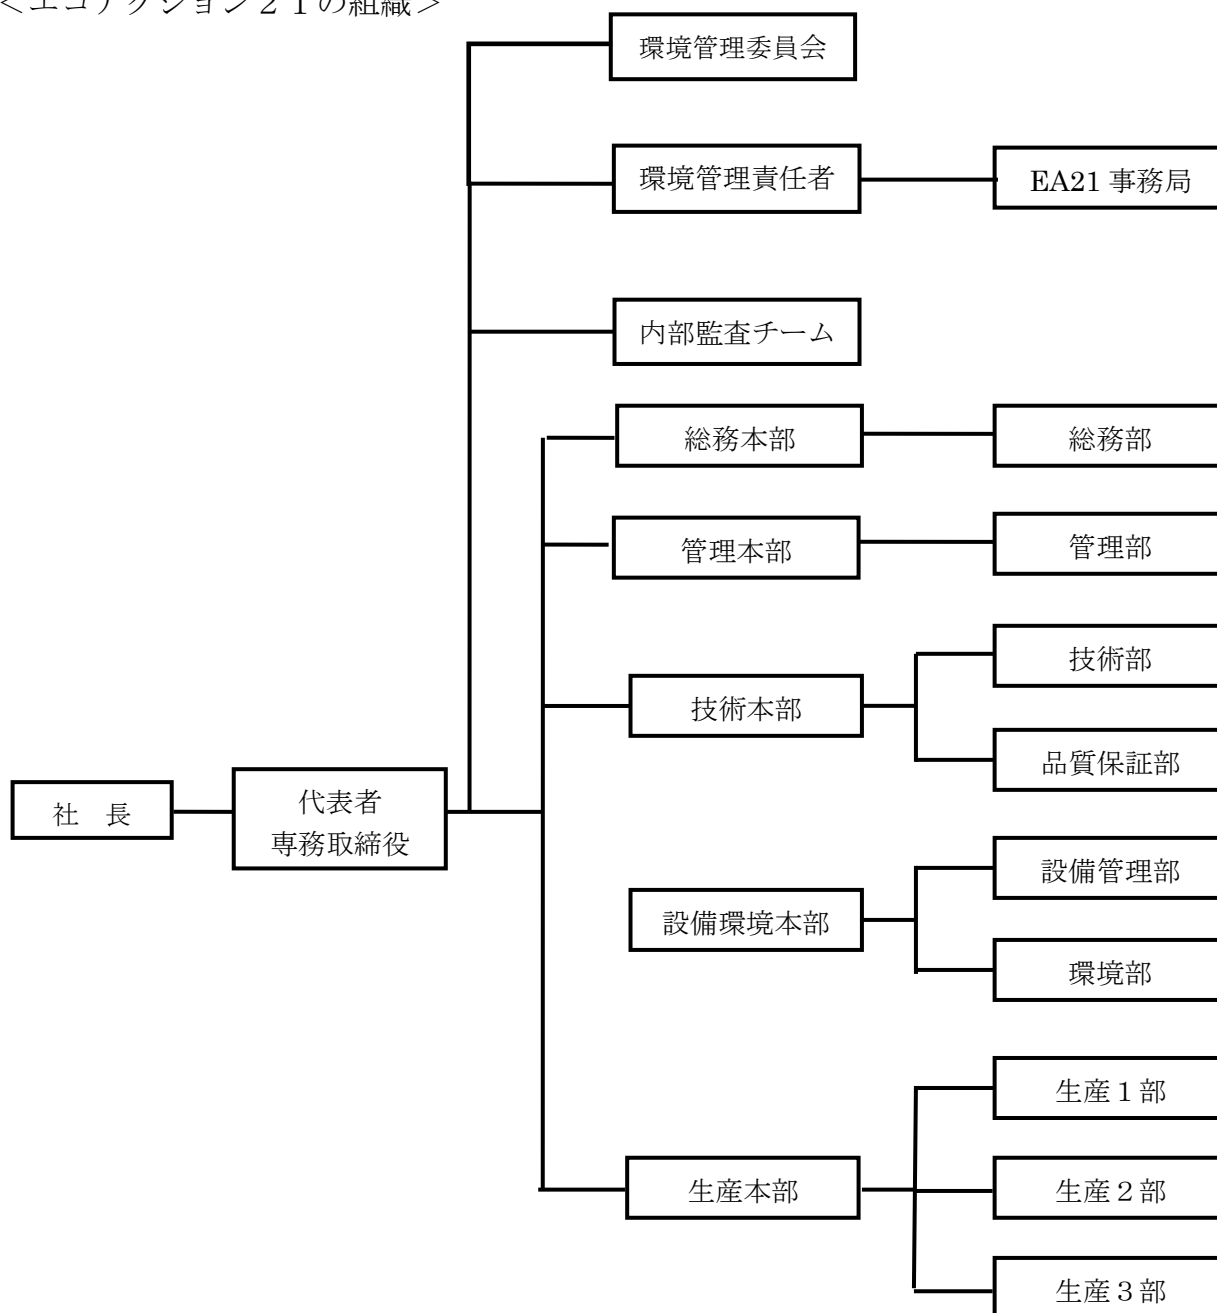 ＜エコアクション２１の組織＞
環境管理委員会
環境管理責任者
EA21 事務局
内部監査チーム
総務本部
総務部
管理本部
管理部
技術部
技術本部
品質保証部
社　長
代表者
専務取締役
設備管理部
設備環境本部
環境部
生産１部
生産本部
生産２部
生産３部